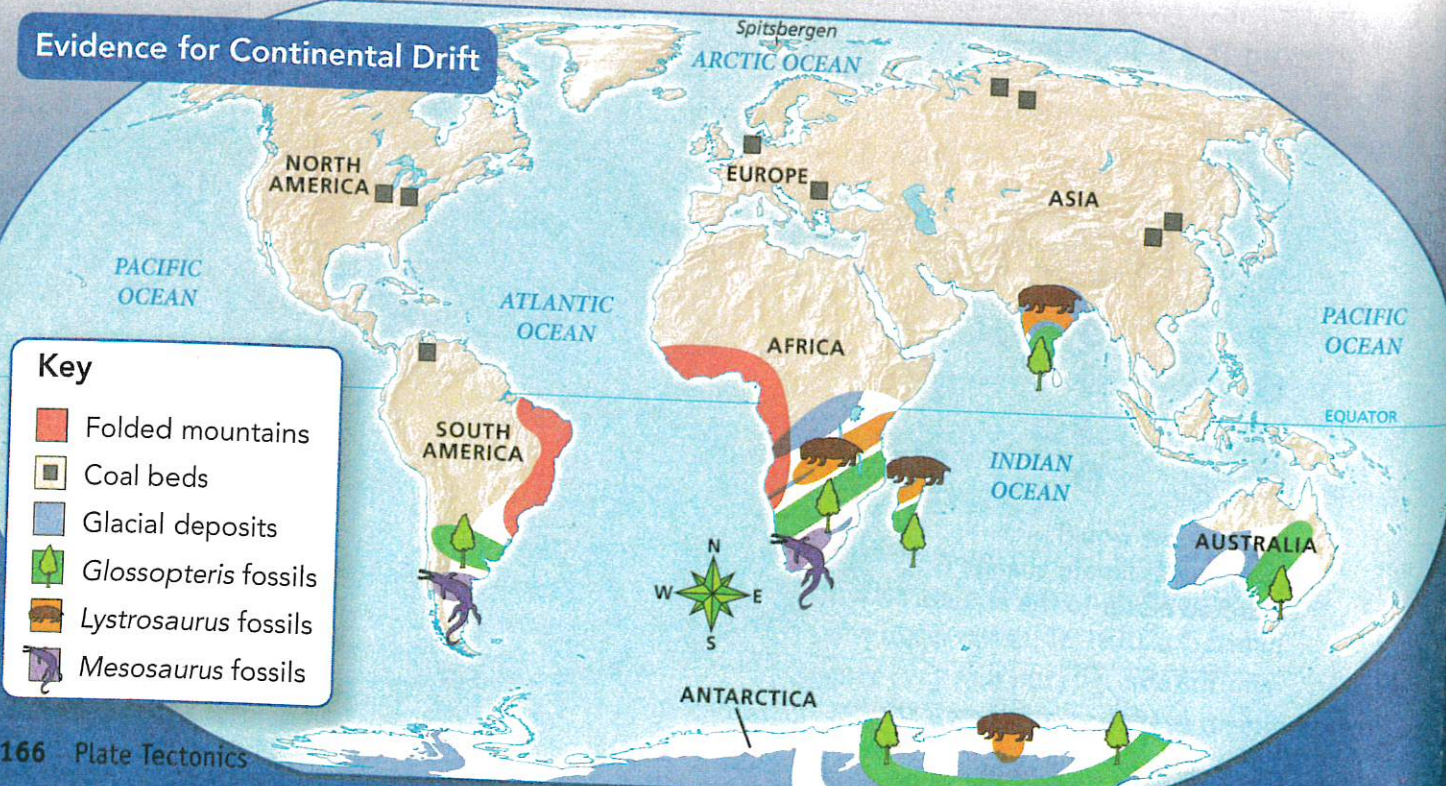 Evidence for Continental Drift
Spitsbergen
ARCTIC OCEAN
NORTH
AMERICA
EUROPE
ASIA
PACIFIC
OCEAN
ATLANTIC
OCEAN
AFRICA
PACIFIC
OCEAN
EQUATOR
SOUTH
AMERICA
INDIAN
OCEAN
AUSTRALIA
N
W
E
S
ANTARCTICA
Key
Folded mountains
Coal beds
Glacial deposits
Glossopteris fossils
Lystrosaurus fossils
Mesosaurus fossils
166 Plate Tectonics